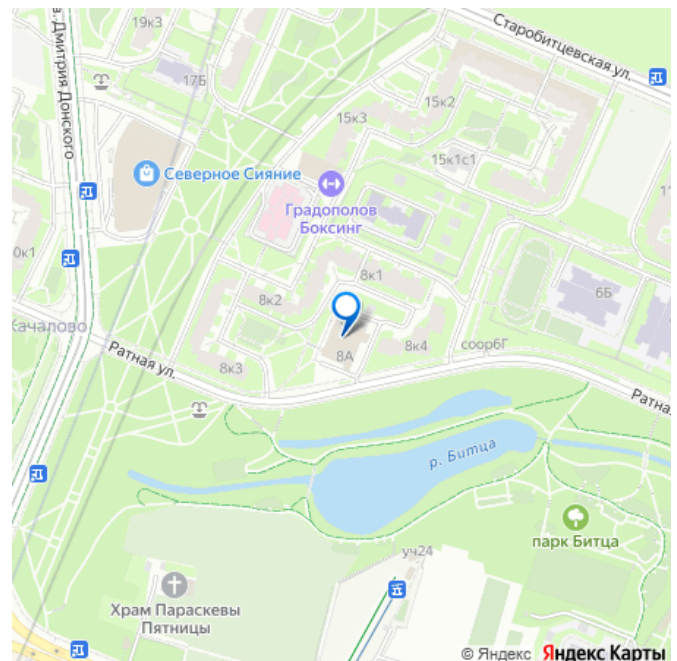 19к3
Старобитцевская ул.
в. Дмитрия Донского
17Б
15к2
15к3
15к1с1
Северное Сияние
Градополов
Боксинг
0к1
8к1
6Б
8к2
Качалово
8А
8к4
соор6Г
Ратная ул.
8к3
Ратна
р. Битца
парк Битца
уч24
Храм Параскевы
Пятницы
© Яндекс Яндекс Карты